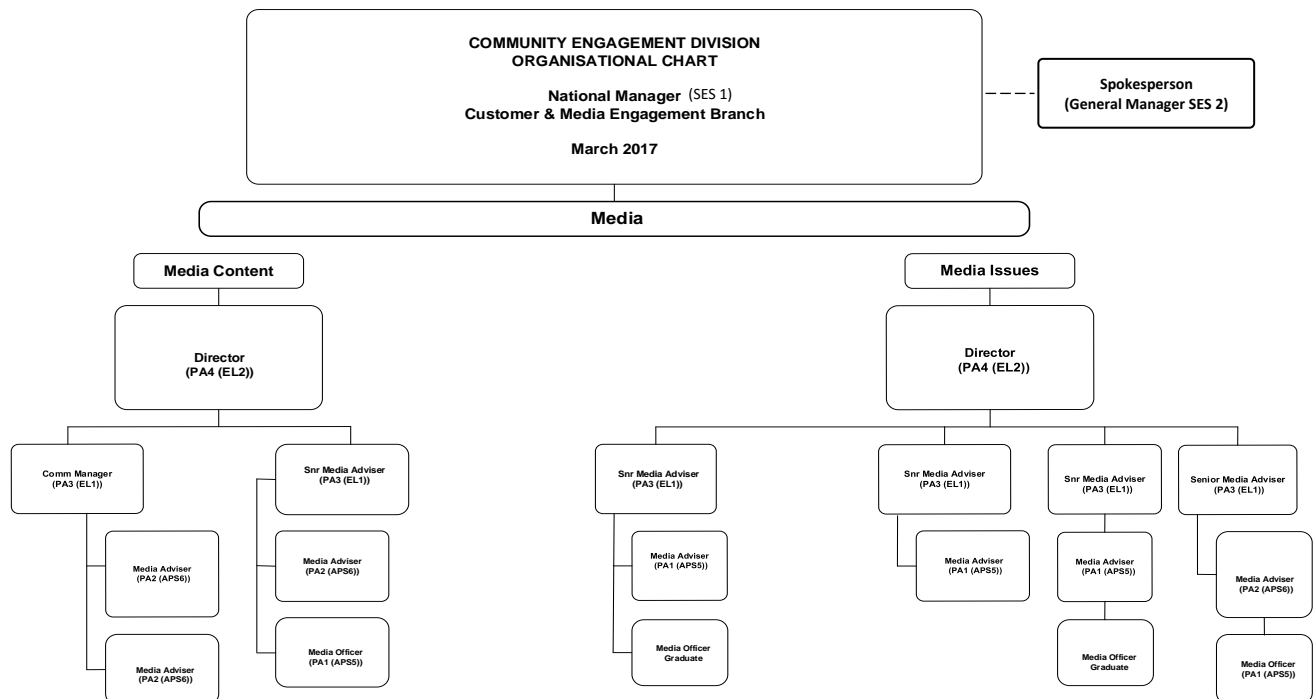 COMMUNITY ENGAGEMENT DIVISION
ORGANISATIONAL CHART
National Manager (SES 1)
Customer & Media Engagement Branch
March 2017
Spokesperson
(General Manager SES 2)
Media
Media Content
Media Issues
Director
(PA4 (EL2))
Director
(PA4 (EL2))
Comm Manager
(PA3 (EL1))
Snr Media Adviser
(PA3 (EL1))
Snr Media Adviser
(PA3 (EL1))
Snr Media Adviser
(PA3 (EL1))
Snr Media Adviser
(PA3 (EL1))
Senior Media Adviser
(PA3 (EL1))
Media Adviser
(PA2 (APS6))
Media Adviser
(PA2 (APS6))
Media Adviser
(PA1 (APS5))
Media Adviser
(PA1 (APS5))
Media Adviser
(PA1 (APS5))
Media Adviser
(PA2 (APS6))
Media Adviser
(PA2 (APS6))
Media Officer
(PA1 (APS5))
Media Officer
Graduate
Media Officer
Graduate
Media Officer
(PA1 (APS5))